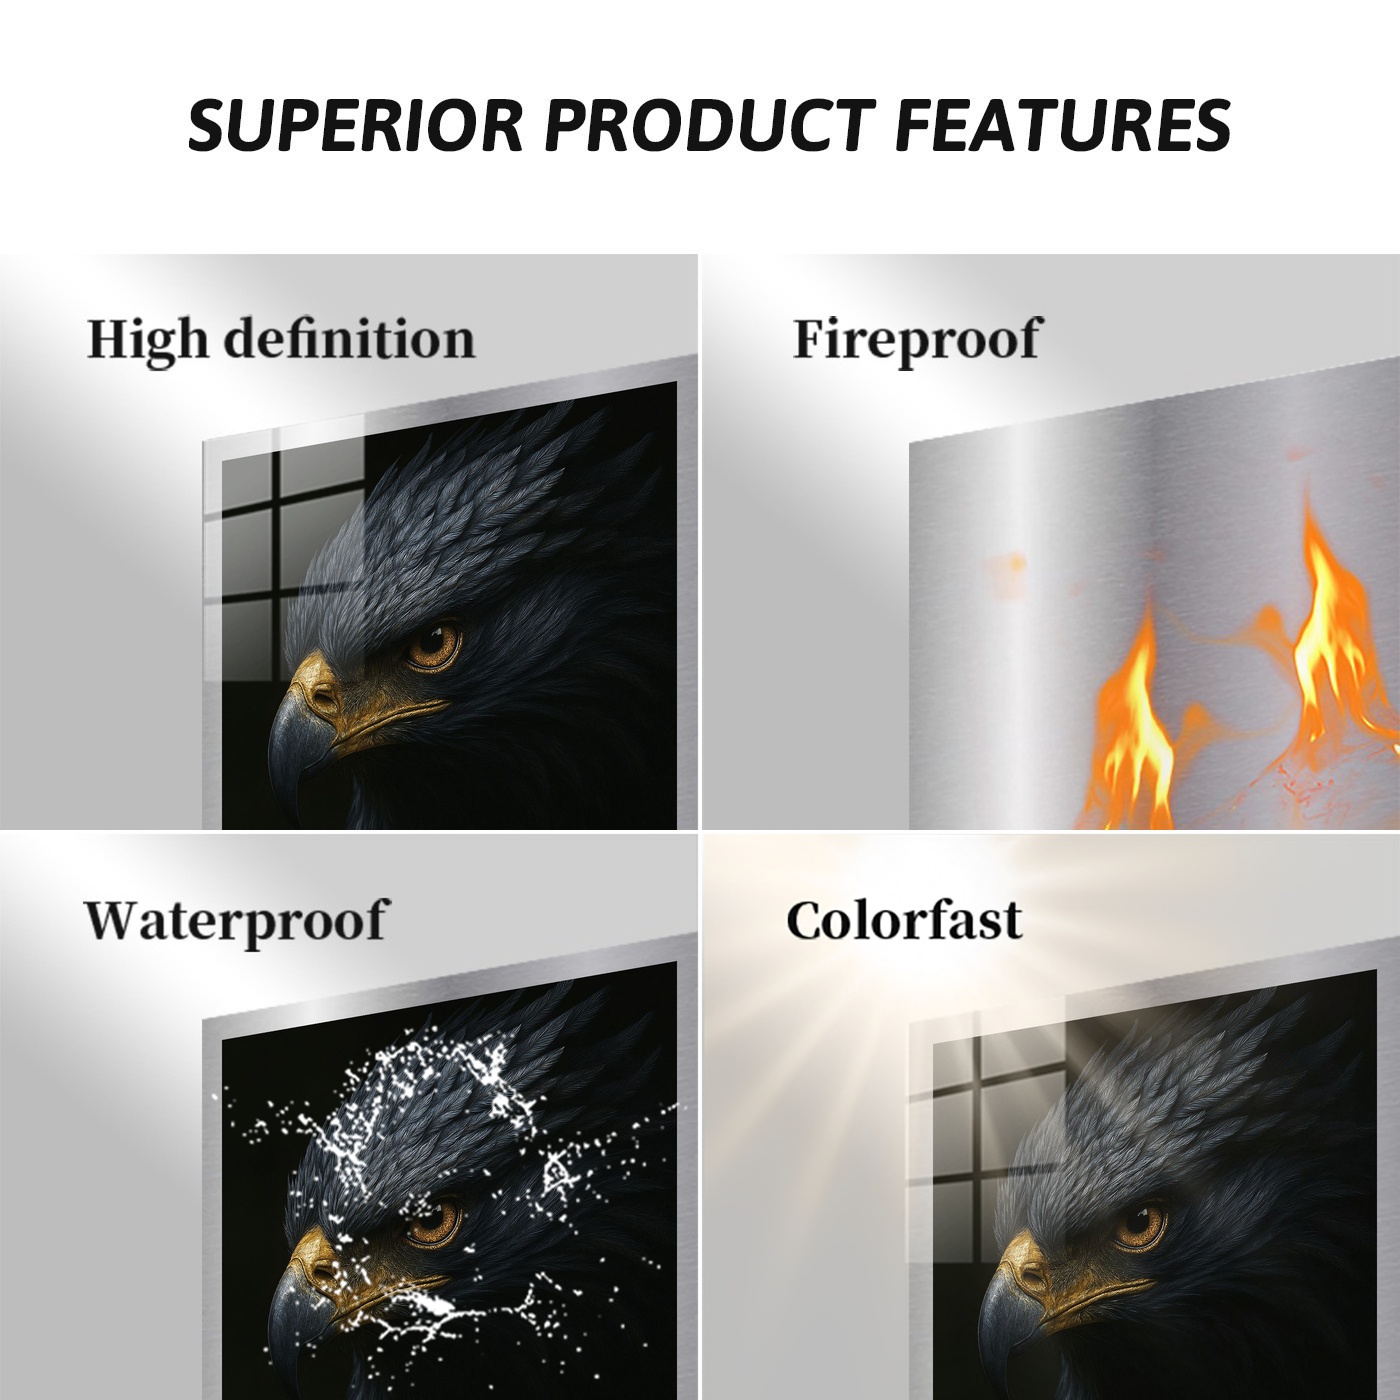 SUPERIOR PRODUCT FEATURES
High definition
Fireproof
Waterproof
Colorfast